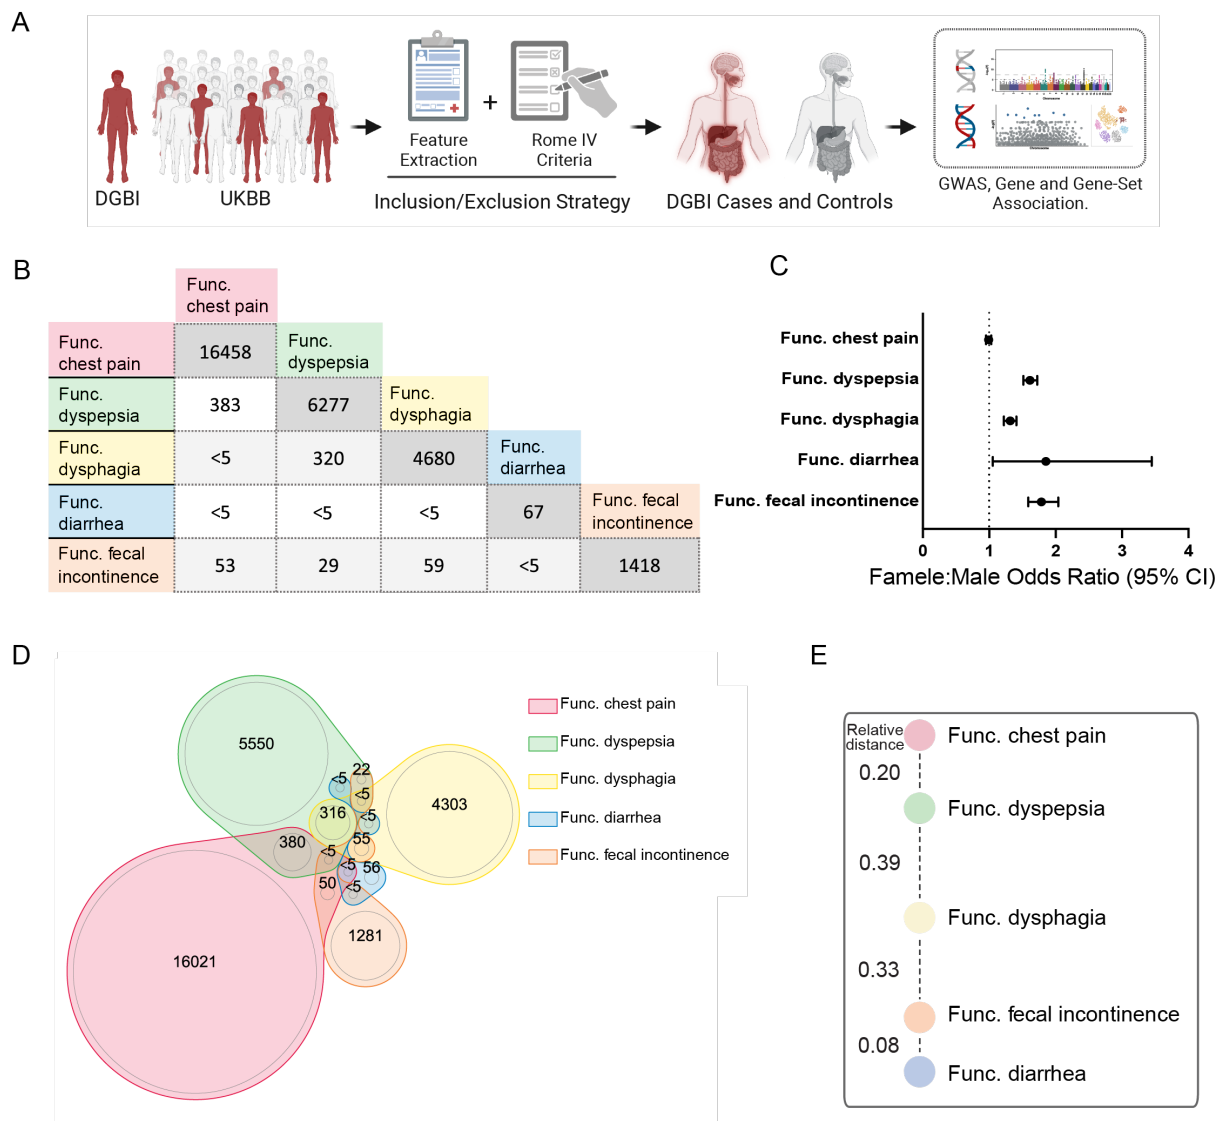 A
DGBI
UKBB
Feature
Extraction
+
Rome IV
Criteria
Inclusion/Exclusion Strategy
DGBI Cases and Controls
GWAS, Gene and Gene-Set
Association.
B
Func.
chest pain
Func.
chest pain
16458
Func.
dyspepsia
Func.
dyspepsia
383
6277
Func.
dysphagia
Func.
dysphagia
<5
320
4680
Func.
diarrhea
Func.
diarrhea
<5
<5
<5
67
Func. fecal
incontinence
Func. fecal
incontinence
53
29
59
<5
1418
C
Func. chest pain
Func. dyspepsia
Func. dysphagia
Func. diarrhea
Func. fecal incontinence
0 1 2 3 4
Famele:Male Odds Ratio (95% CI)
D
5550
22
<5
<5
4303
316
<5
380
55
<5
<5
56
50
<5
1281
16021
Func. chest pain
Func. dyspepsia
Func. dysphagia
Func. diarrhea
Func. fecal incontinence
E
Relative
distance
Func. chest pain
0.20
Func. dyspepsia
0.39
Func. dysphagia
0.33
Func. fecal incontinence
0.08
Func. diarrhea